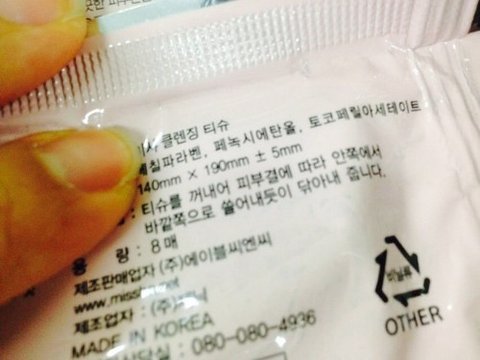 클렌징 티슈
파라벤, 페녹시에탄올, 토코페릴아세테이트
140mm X 190mm ± 5mm
: 티슈를 꺼내어 피부결에 따라 안쪽에서
바깥쪽으로 쓸어내듯이 닦아내 줍니다.
용 량 : 8매
제조판매업자 (주)에이블씨엔씨
제조업자 :
MADE IN KOREA
: 080-080-4936
비닐류
OTHER